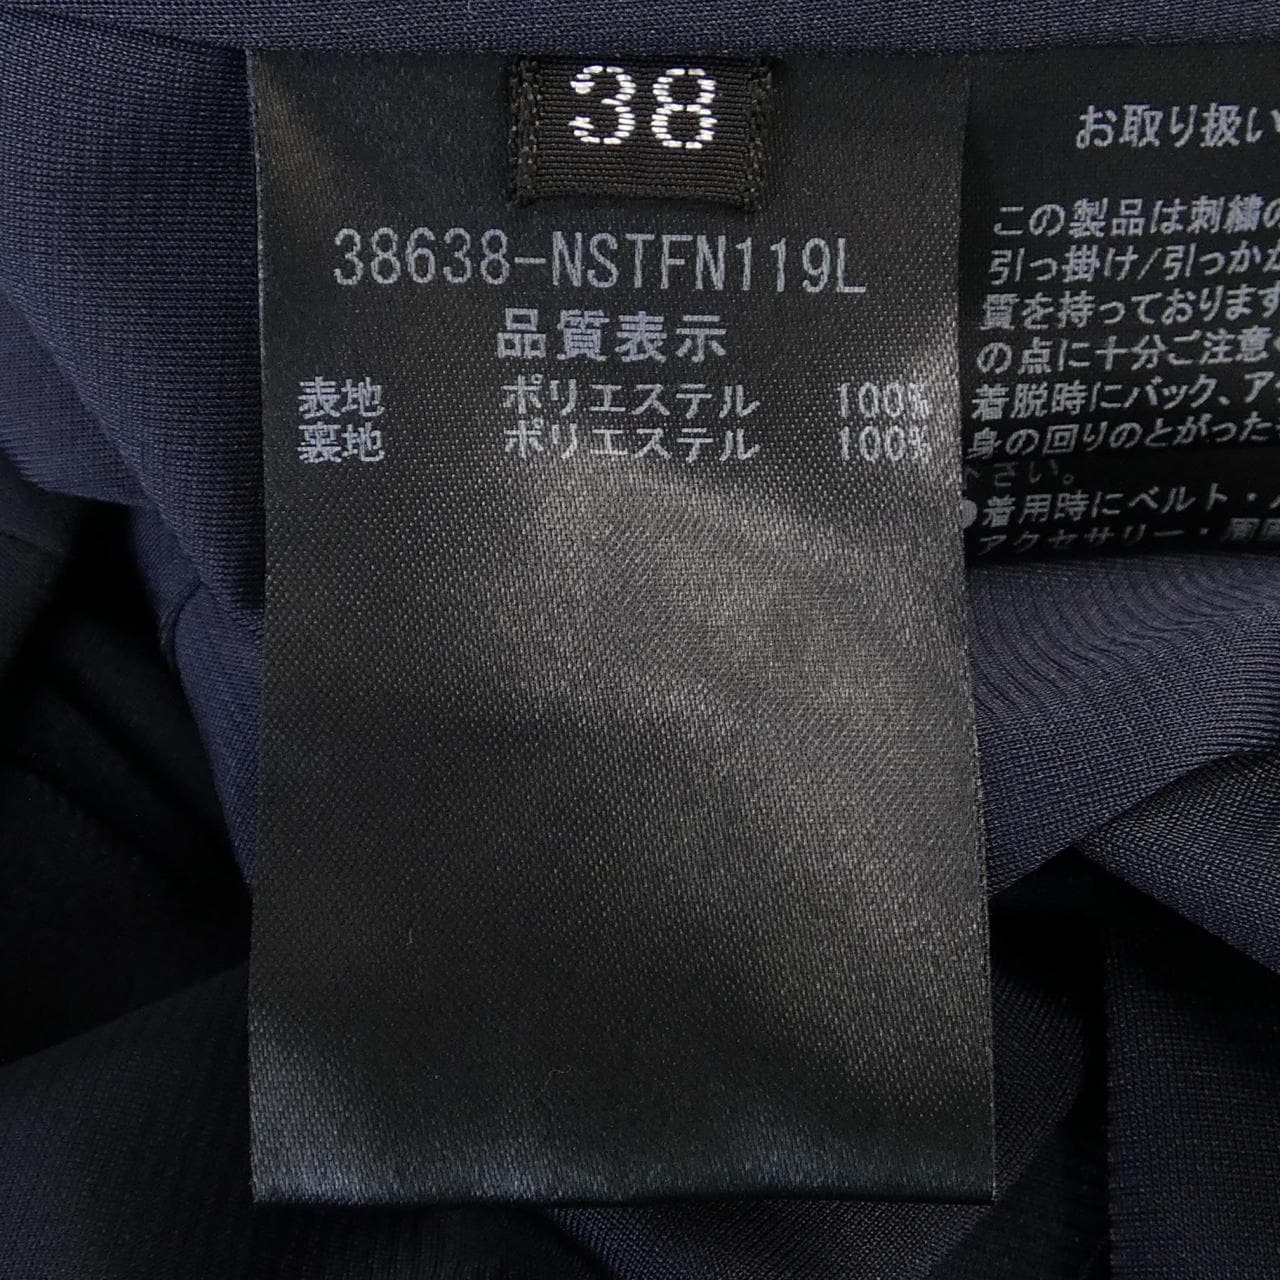 38
38638-NSTFN119L
品質表示
表地 ポリエステル 100%
裏地 ポリエステル 100%
お取り扱い
この製品は刺繍の
引っ掛け/引っかか
質を持っております
の点に十分ご注意く
着脱時にバック、アク
身の回りのとがった
下さい。
●着用時にベルト・
アクセサリー・周囲